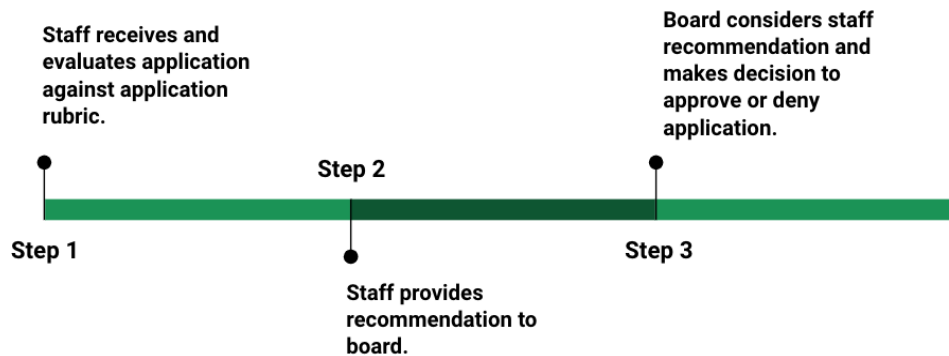 Staff receives and
evaluates application
against application
rubric.
Step 1
Step 2
Staff provides
recommendation to
board.
Board considers staff
recommendation and
makes decision to
approve or deny
application.
Step 3